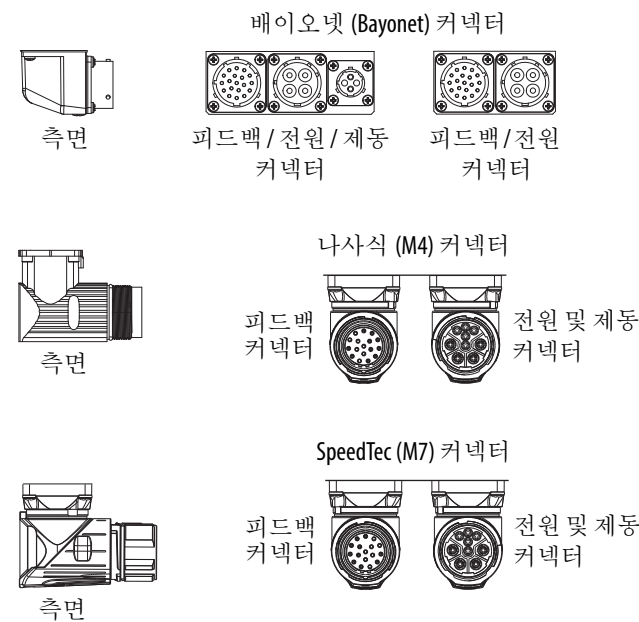 배이오넷 (Bayonet) 커넥터
측면
피드백 / 전원 / 제동
커넥터
피드백 / 전원
커넥터
나사식 (M4) 커넥터
피드백
커넥터
전원 및 제동
커넥터
측면
SpeedTec (M7) 커넥터
피드백
커넥터
전원 및 제동
커넥터
측면